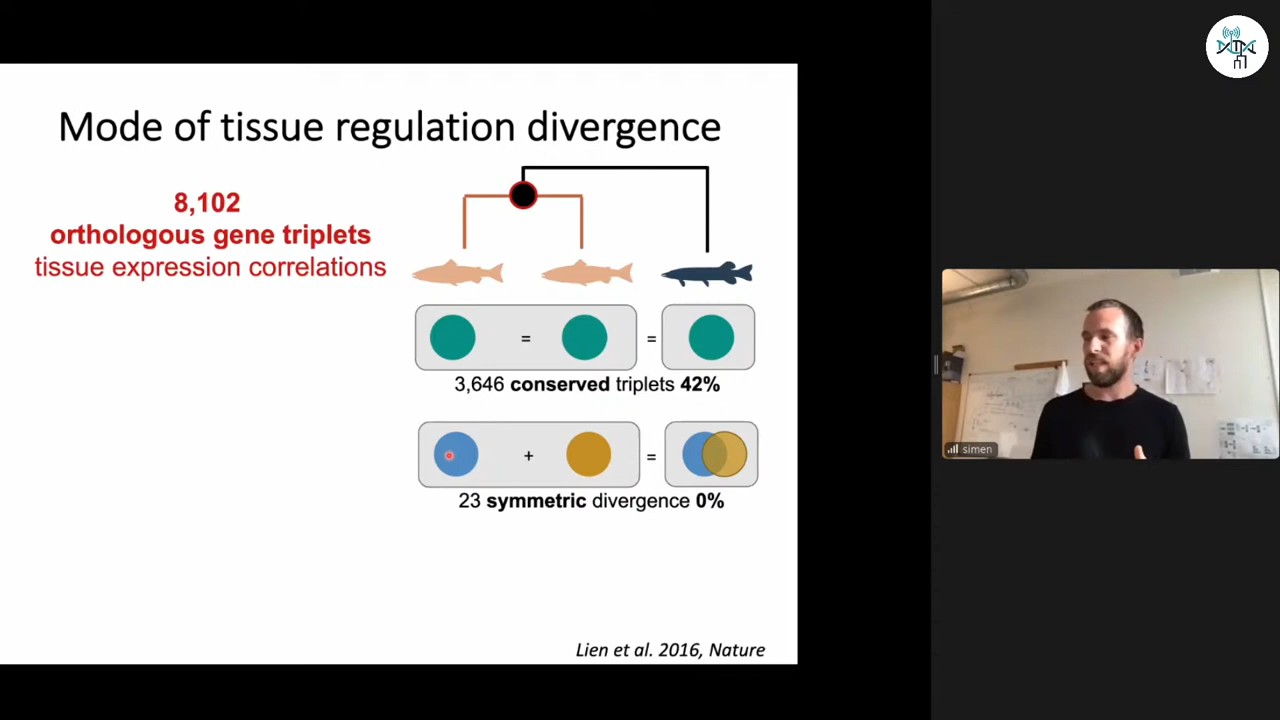 Mode of tissue regulation divergence
8,102
orthologous gene triplets
tissue expression correlations
= =
3,646 conserved triplets 42%
+ =
23 symmetric divergence 0%
Lien et al. 2016, Nature
simen